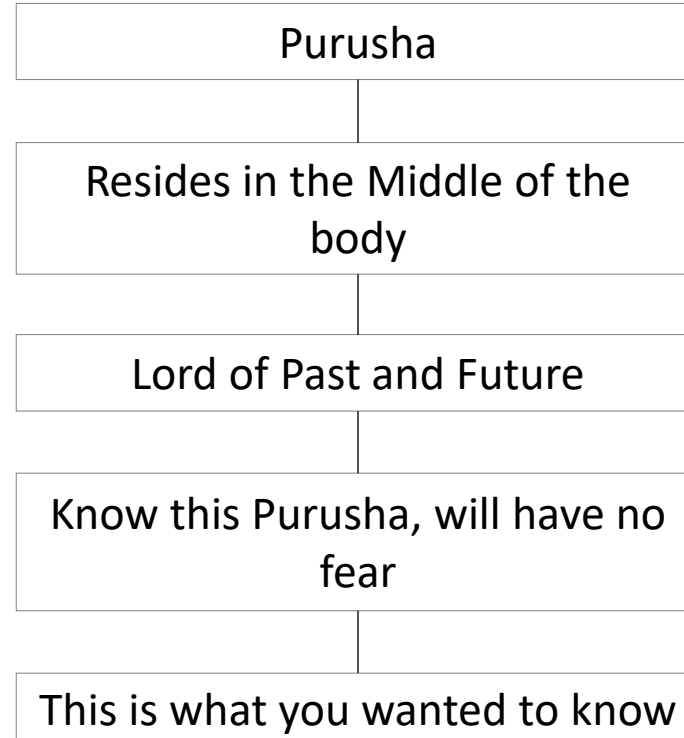 Purusha
Resides in the Middle of the
body
Lord of Past and Future
Know this Purusha, will have no
fear
This is what you wanted to know